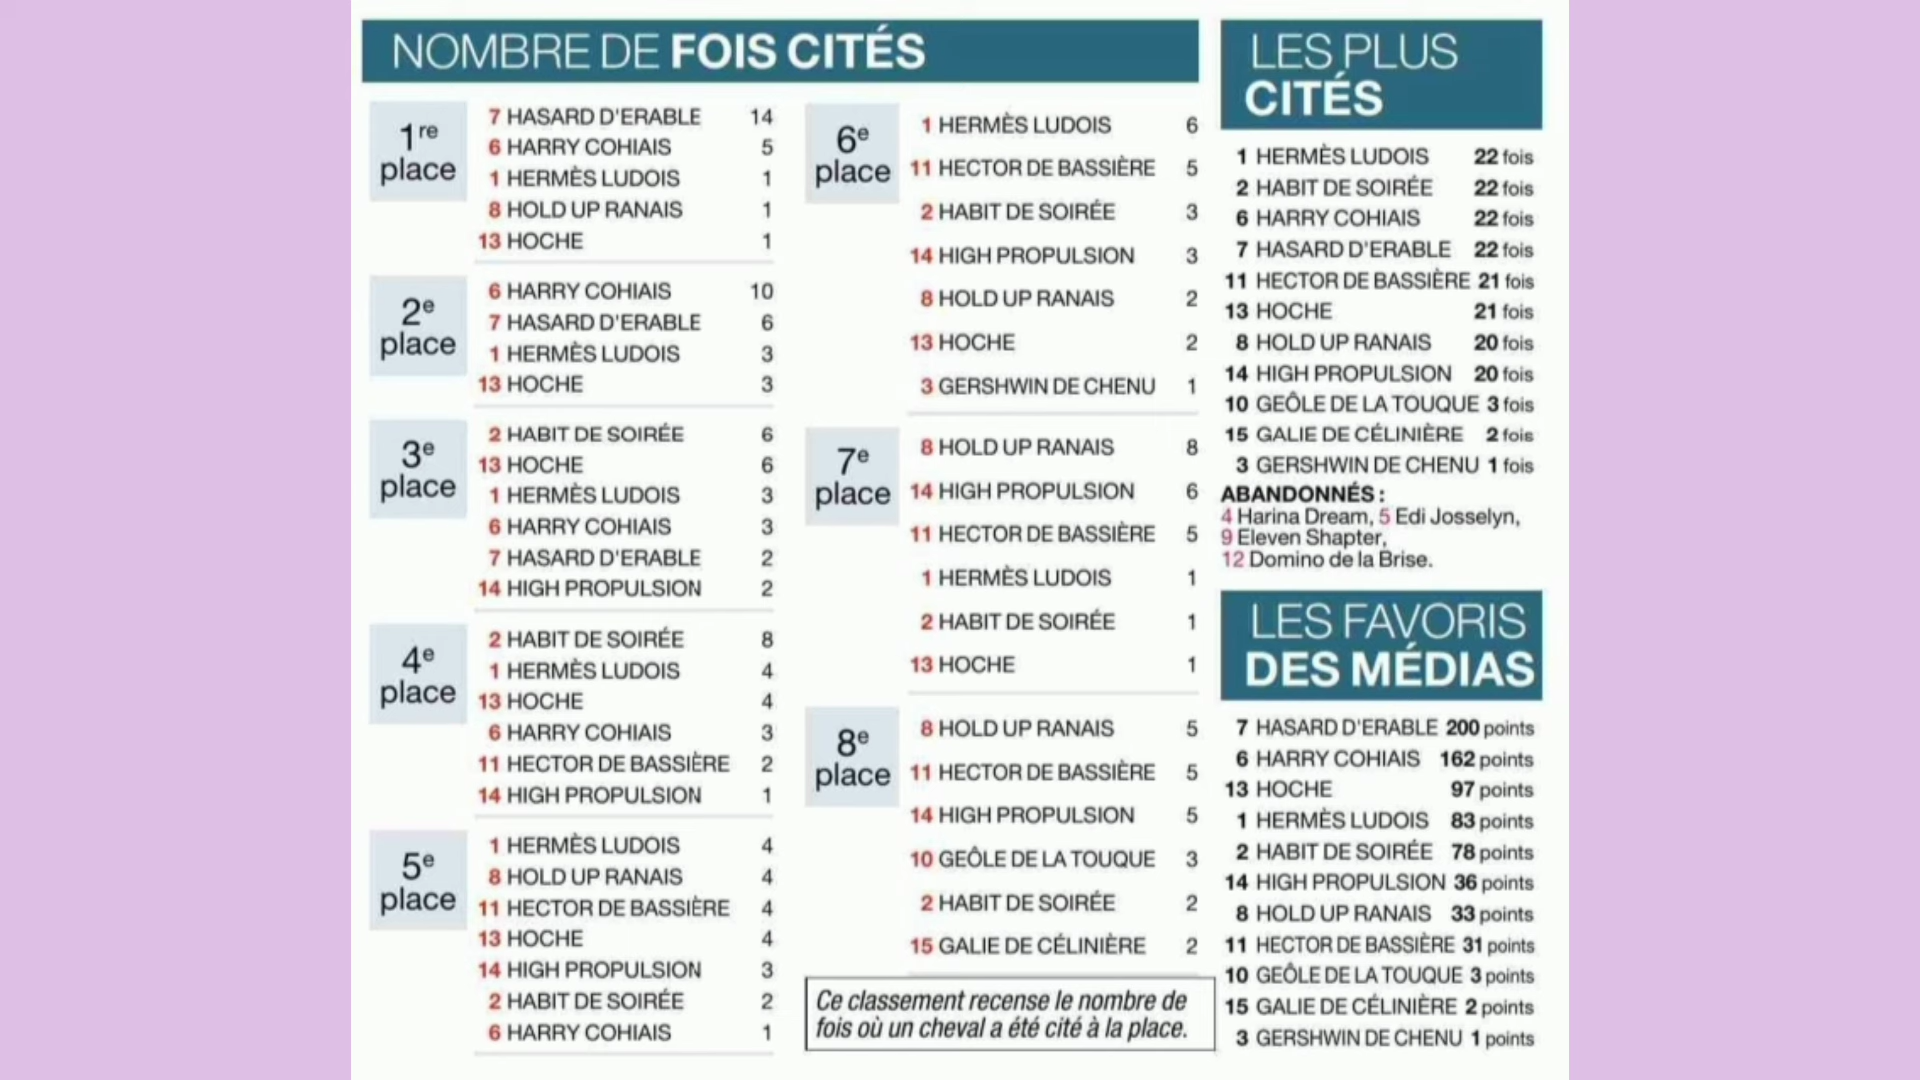 NOMBRE DE FOIS CITÉS
1re place
7 HASARD D'ERABLE 14
6 HARRY COHIAIS 5
1 HERMÈS LUDOIS 1
8 HOLD UP RANAIS 1
13 HOCHE 1
2e place
6 HARRY COHIAIS 10
7 HASARD D'ERABLE 6
1 HERMÈS LUDOIS 3
13 HOCHE 3
3e place
2 HABIT DE SOIRÉE 6
13 HOCHE 6
1 HERMÈS LUDOIS 3
6 HARRY COHIAIS 3
7 HASARD D'ERABLE 2
14 HIGH PROPULSION 2
4e place
2 HABIT DE SOIRÉE 8
1 HERMÈS LUDOIS 4
13 HOCHE 4
6 HARRY COHIAIS 3
11 HECTOR DE BASSIÈRE 2
14 HIGH PROPULSION 1
5e place
1 HERMÈS LUDOIS 4
8 HOLD UP RANAIS 4
11 HECTOR DE BASSIÈRE 4
13 HOCHE 4
14 HIGH PROPULSION 3
2 HABIT DE SOIRÉE 2
6 HARRY COHIAIS 1
6e place
1 HERMÈS LUDOIS 6
11 HECTOR DE BASSIÈRE 5
2 HABIT DE SOIRÉE 3
14 HIGH PROPULSION 3
8 HOLD UP RANAIS 2
13 HOCHE 2
3 GERSHWIN DE CHENU 1
7e place
8 HOLD UP RANAIS 8
14 HIGH PROPULSION 6
11 HECTOR DE BASSIÈRE 5
1 HERMÈS LUDOIS 1
2 HABIT DE SOIRÉE 1
13 HOCHE 1
8e place
8 HOLD UP RANAIS 5
11 HECTOR DE BASSIÈRE 5
14 HIGH PROPULSION 5
10 GEÔLE DE LA TOUQUE 3
2 HABIT DE SOIRÉE 2
15 GALIE DE CÉLINIÈRE 2
Ce classement recense le nombre de
fois où un cheval a été cité à la place.
LES PLUS
CITÉS
1 HERMÈS LUDOIS 22 fois
2 HABIT DE SOIRÉE 22 fois
6 HARRY COHIAIS 22 fois
7 HASARD D'ERABLE 22 fois
11 HECTOR DE BASSIÈRE 21 fois
13 HOCHE 21 fois
8 HOLD UP RANAIS 20 fois
14 HIGH PROPULSION 20 fois
10 GEÔLE DE LA TOUQUE 3 fois
15 GALIE DE CÉLINIÈRE 2 fois
3 GERSHWIN DE CHENU 1 fois
ABANDONNÉS :
4 Harina Dream, 5 Edi Josselyn,
9 Eleven Shapter,
12 Domino de la Brise.
LES FAVORIS
DES MÉDIAS
7 HASARD D'ERABLE 200 points
6 HARRY COHIAIS 162 points
13 HOCHE 97 points
1 HERMÈS LUDOIS 83 points
2 HABIT DE SOIRÉE 78 points
14 HIGH PROPULSION 36 points
8 HOLD UP RANAIS 33 points
11 HECTOR DE BASSIÈRE 31 points
10 GEÔLE DE LA TOUQUE 3 points
15 GALIE DE CÉLINIÈRE 2 points
3 GERSHWIN DE CHENU 1 points